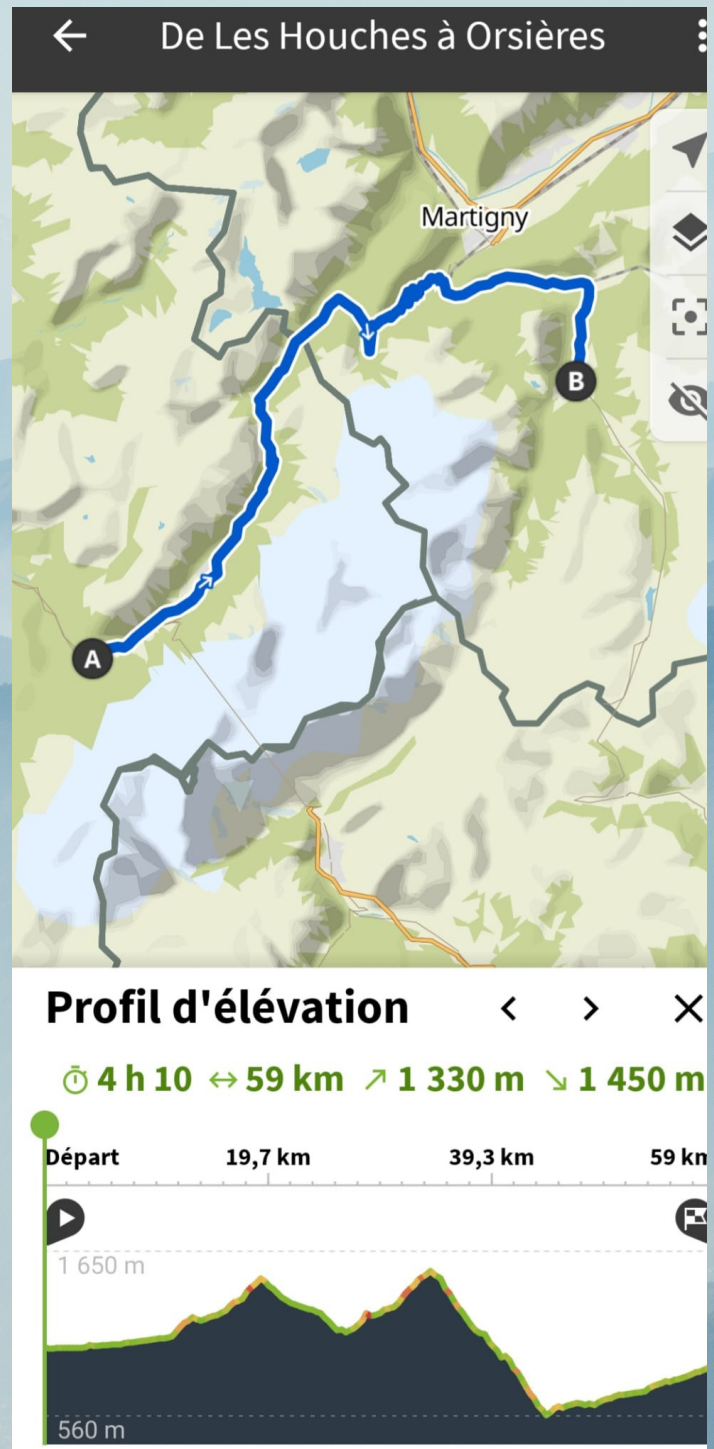 De Les Houches à Orsières
Martigny
A
B
Profil d'élévation
4 h 10 ↔ 59 km ↗ 1 330 m ↘ 1 450 m
Départ 19,7 km 39,3 km 59 km
1 650 m
560 m